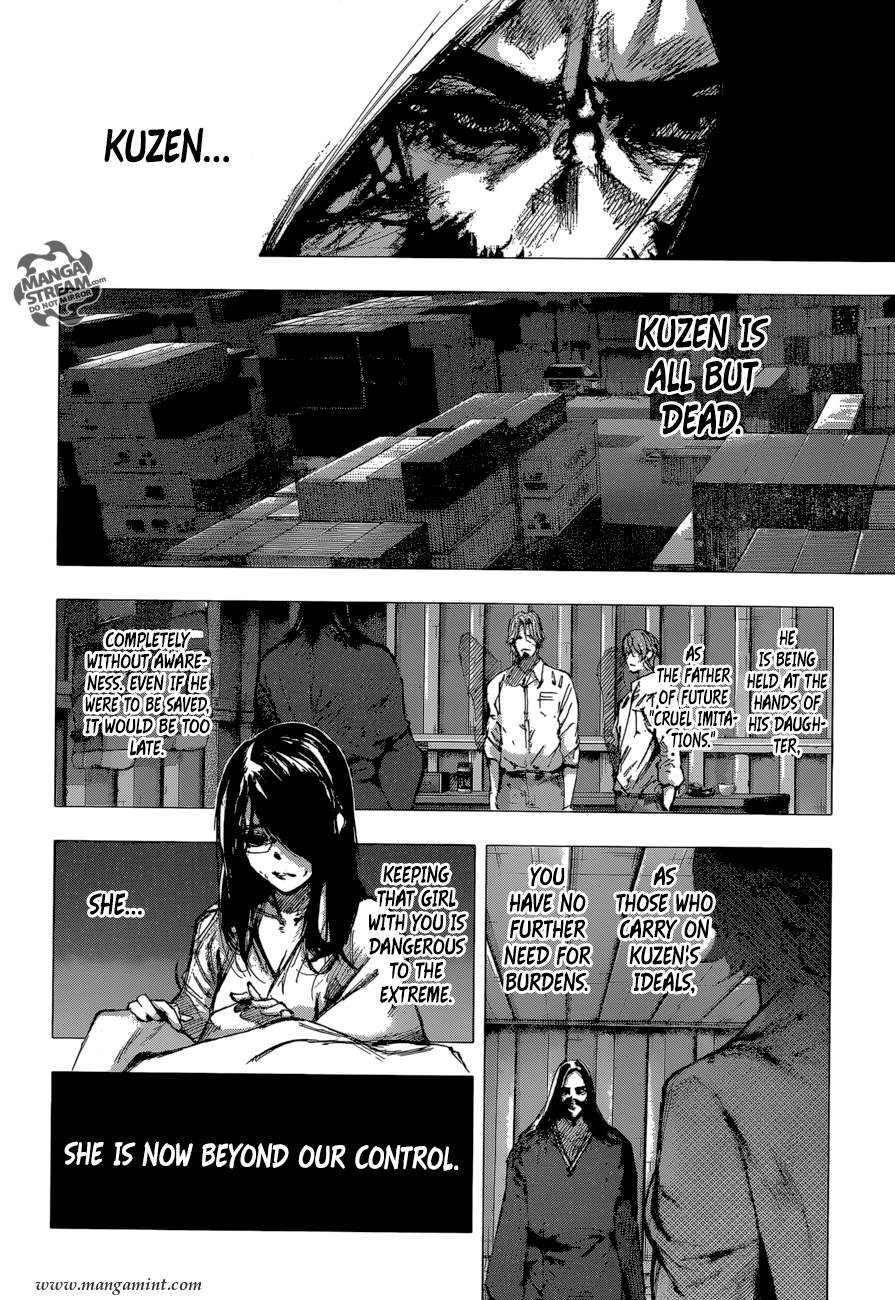 KUZEN...
MANGA
STREAM.com
DO NOT MIRROR
KUZEN IS
ALL BUT
DEAD.
HE
IS BEING
HELD AT THE
HANDS OF
HIS DAUGH-
TER,
AS
THE FATHER
OF FUTURE
"CRUEL IMITA-
TIONS."
COMPLETELY
WITHOUT AWARE-
NESS. EVEN IF HE
WERE TO BE SAVED,
IT WOULD BE TOO
LATE.
AS
THOSE WHO
CARRY ON
KUZEN'S
IDEALS,
YOU
HAVE NO
FURTHER
NEED FOR
BURDENS.
KEEPING
THAT GIRL
WITH YOU IS
DANGEROUS
TO THE
EXTREME.
SHE...
SHE IS NOW BEYOND OUR CONTROL.
www.mangamint.com